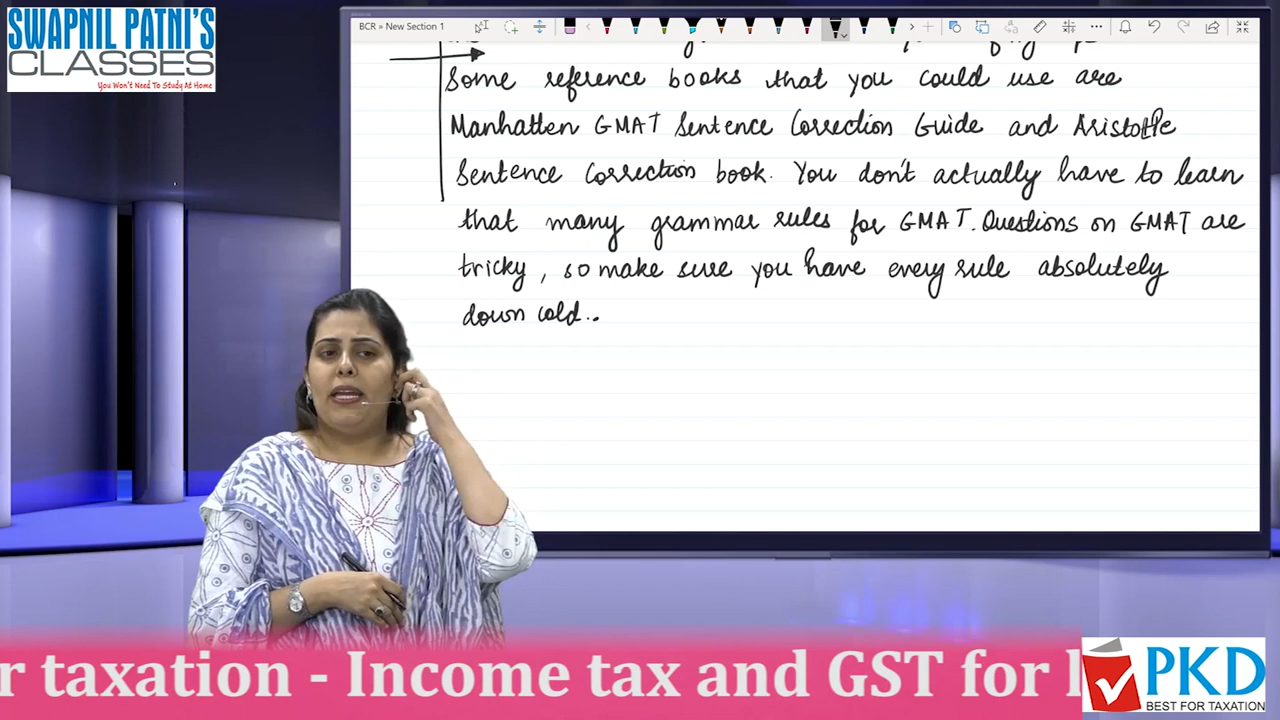 SWAPNIL PATNI'S
CLASSES
You Won't Need To Study At Home
BCR » New Section 1
Some reference books that you could use are
Manhatten GMAT Sentence Correction Guide and Aristotle
Sentence Correction book. You don't actually have to learn
that many grammar rules for GMAT. Questions on GMAT are
tricky, so make sure you have every rule absolutely
down cold..
r taxation - Income tax and GST for
PKD
BEST FOR TAXATION